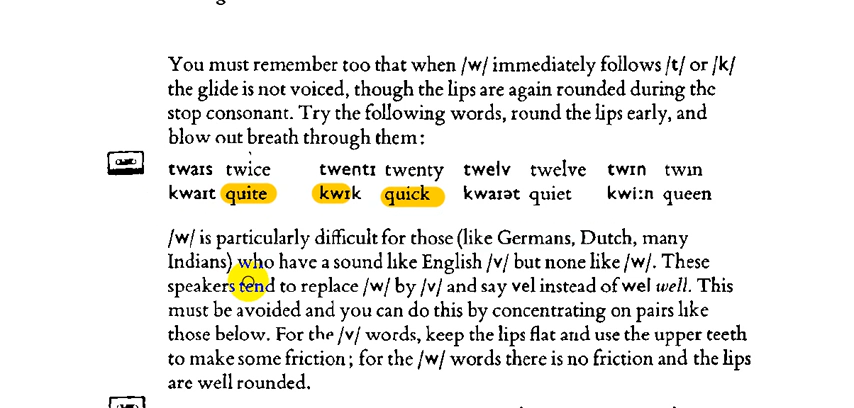 You must remember too that when /w/ immediately follows /t/ or /k/
the glide is not voiced, though the lips are again rounded during the
stop consonant. Try the following words, round the lips early, and
blow out breath through them:
twaɪs twice twentɪ twenty twelv twelve twɪn twin
kwaɪt quite kwɪk quick kwaɪət quiet kwiːn queen
/w/ is particularly difficult for those (like Germans, Dutch, many
Indians) who have a sound like English /v/ but none like /w/. These
speakers tend to replace /w/ by /v/ and say vel instead of wel well. This
must be avoided and you can do this by concentrating on pairs like
those below. For the /v/ words, keep the lips flat and use the upper teeth
to make some friction; for the /w/ words there is no friction and the lips
are well rounded.